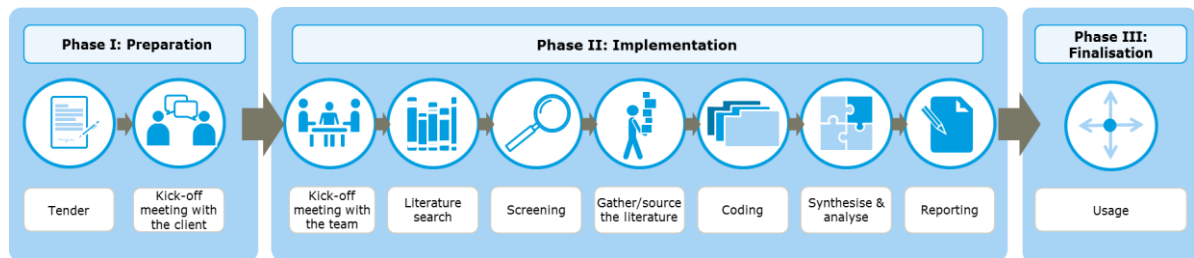 Phase I: Preparation
Phase II: Implementation
Phase III:
Finalisation
Tender
Kick-off
meeting with
the client
Kick-off
meeting with
the team
Literature
search
Screening
Gather/source
the literature
Coding
Synthesise &
analyse
Reporting
Usage